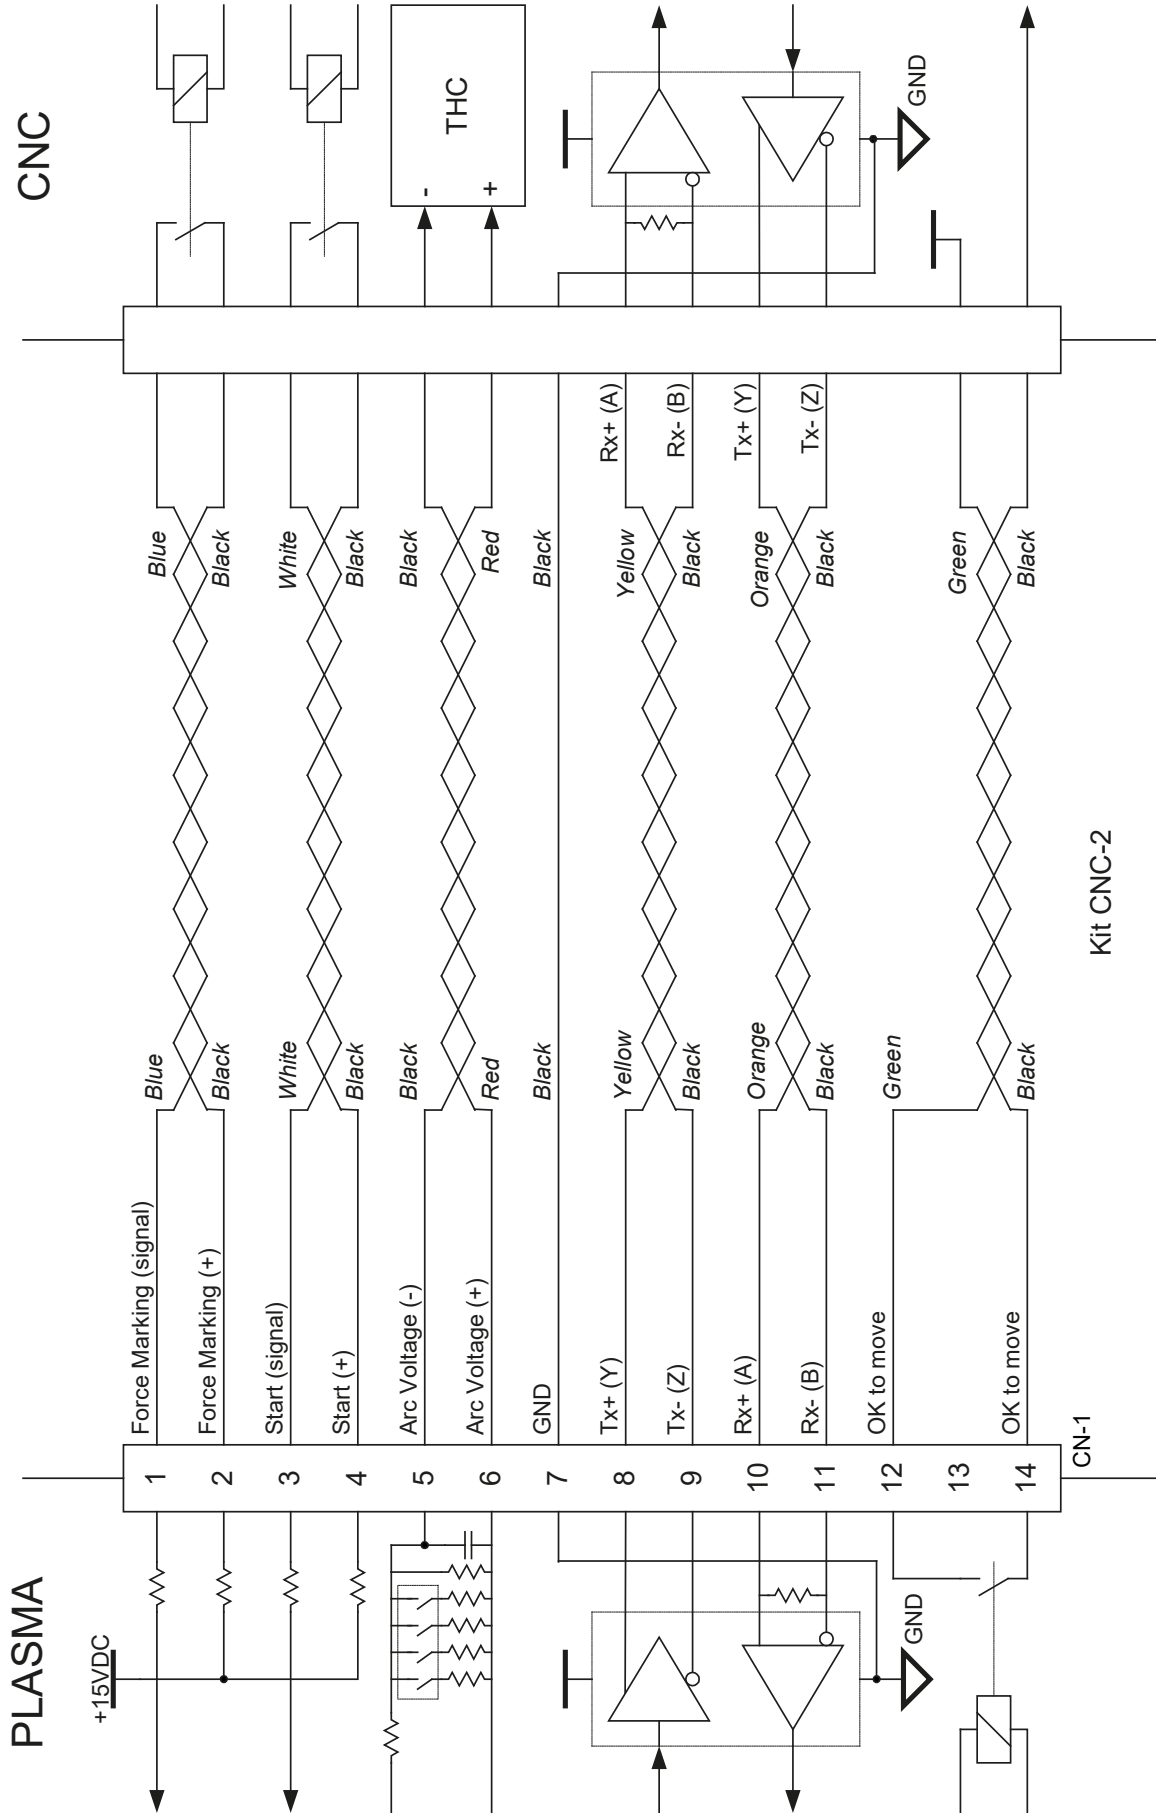 PLASMA
CNC
+15VDC
1
Force Marking (signal)
Blue
Blue
2
Force Marking (+)
Black
Black
3
Start (signal)
White
White
4
Start (+)
Black
Black
5
Arc Voltage (-)
Black
Black
-
THC
6
Arc Voltage (+)
Red
Red
+
7
GND
Black
Black
8
Tx+ (Y)
Yellow
Yellow
Rx+ (A)
9
Tx- (Z)
Black
Black
Rx- (B)
10
Rx+ (A)
Orange
Orange
Tx+ (Y)
11
Rx- (B)
Black
Black
Tx- (Z)
GND
12
OK to move
Green
GND
13
Green
14
OK to move
Black
Black
CN-1
Kit CNC-2